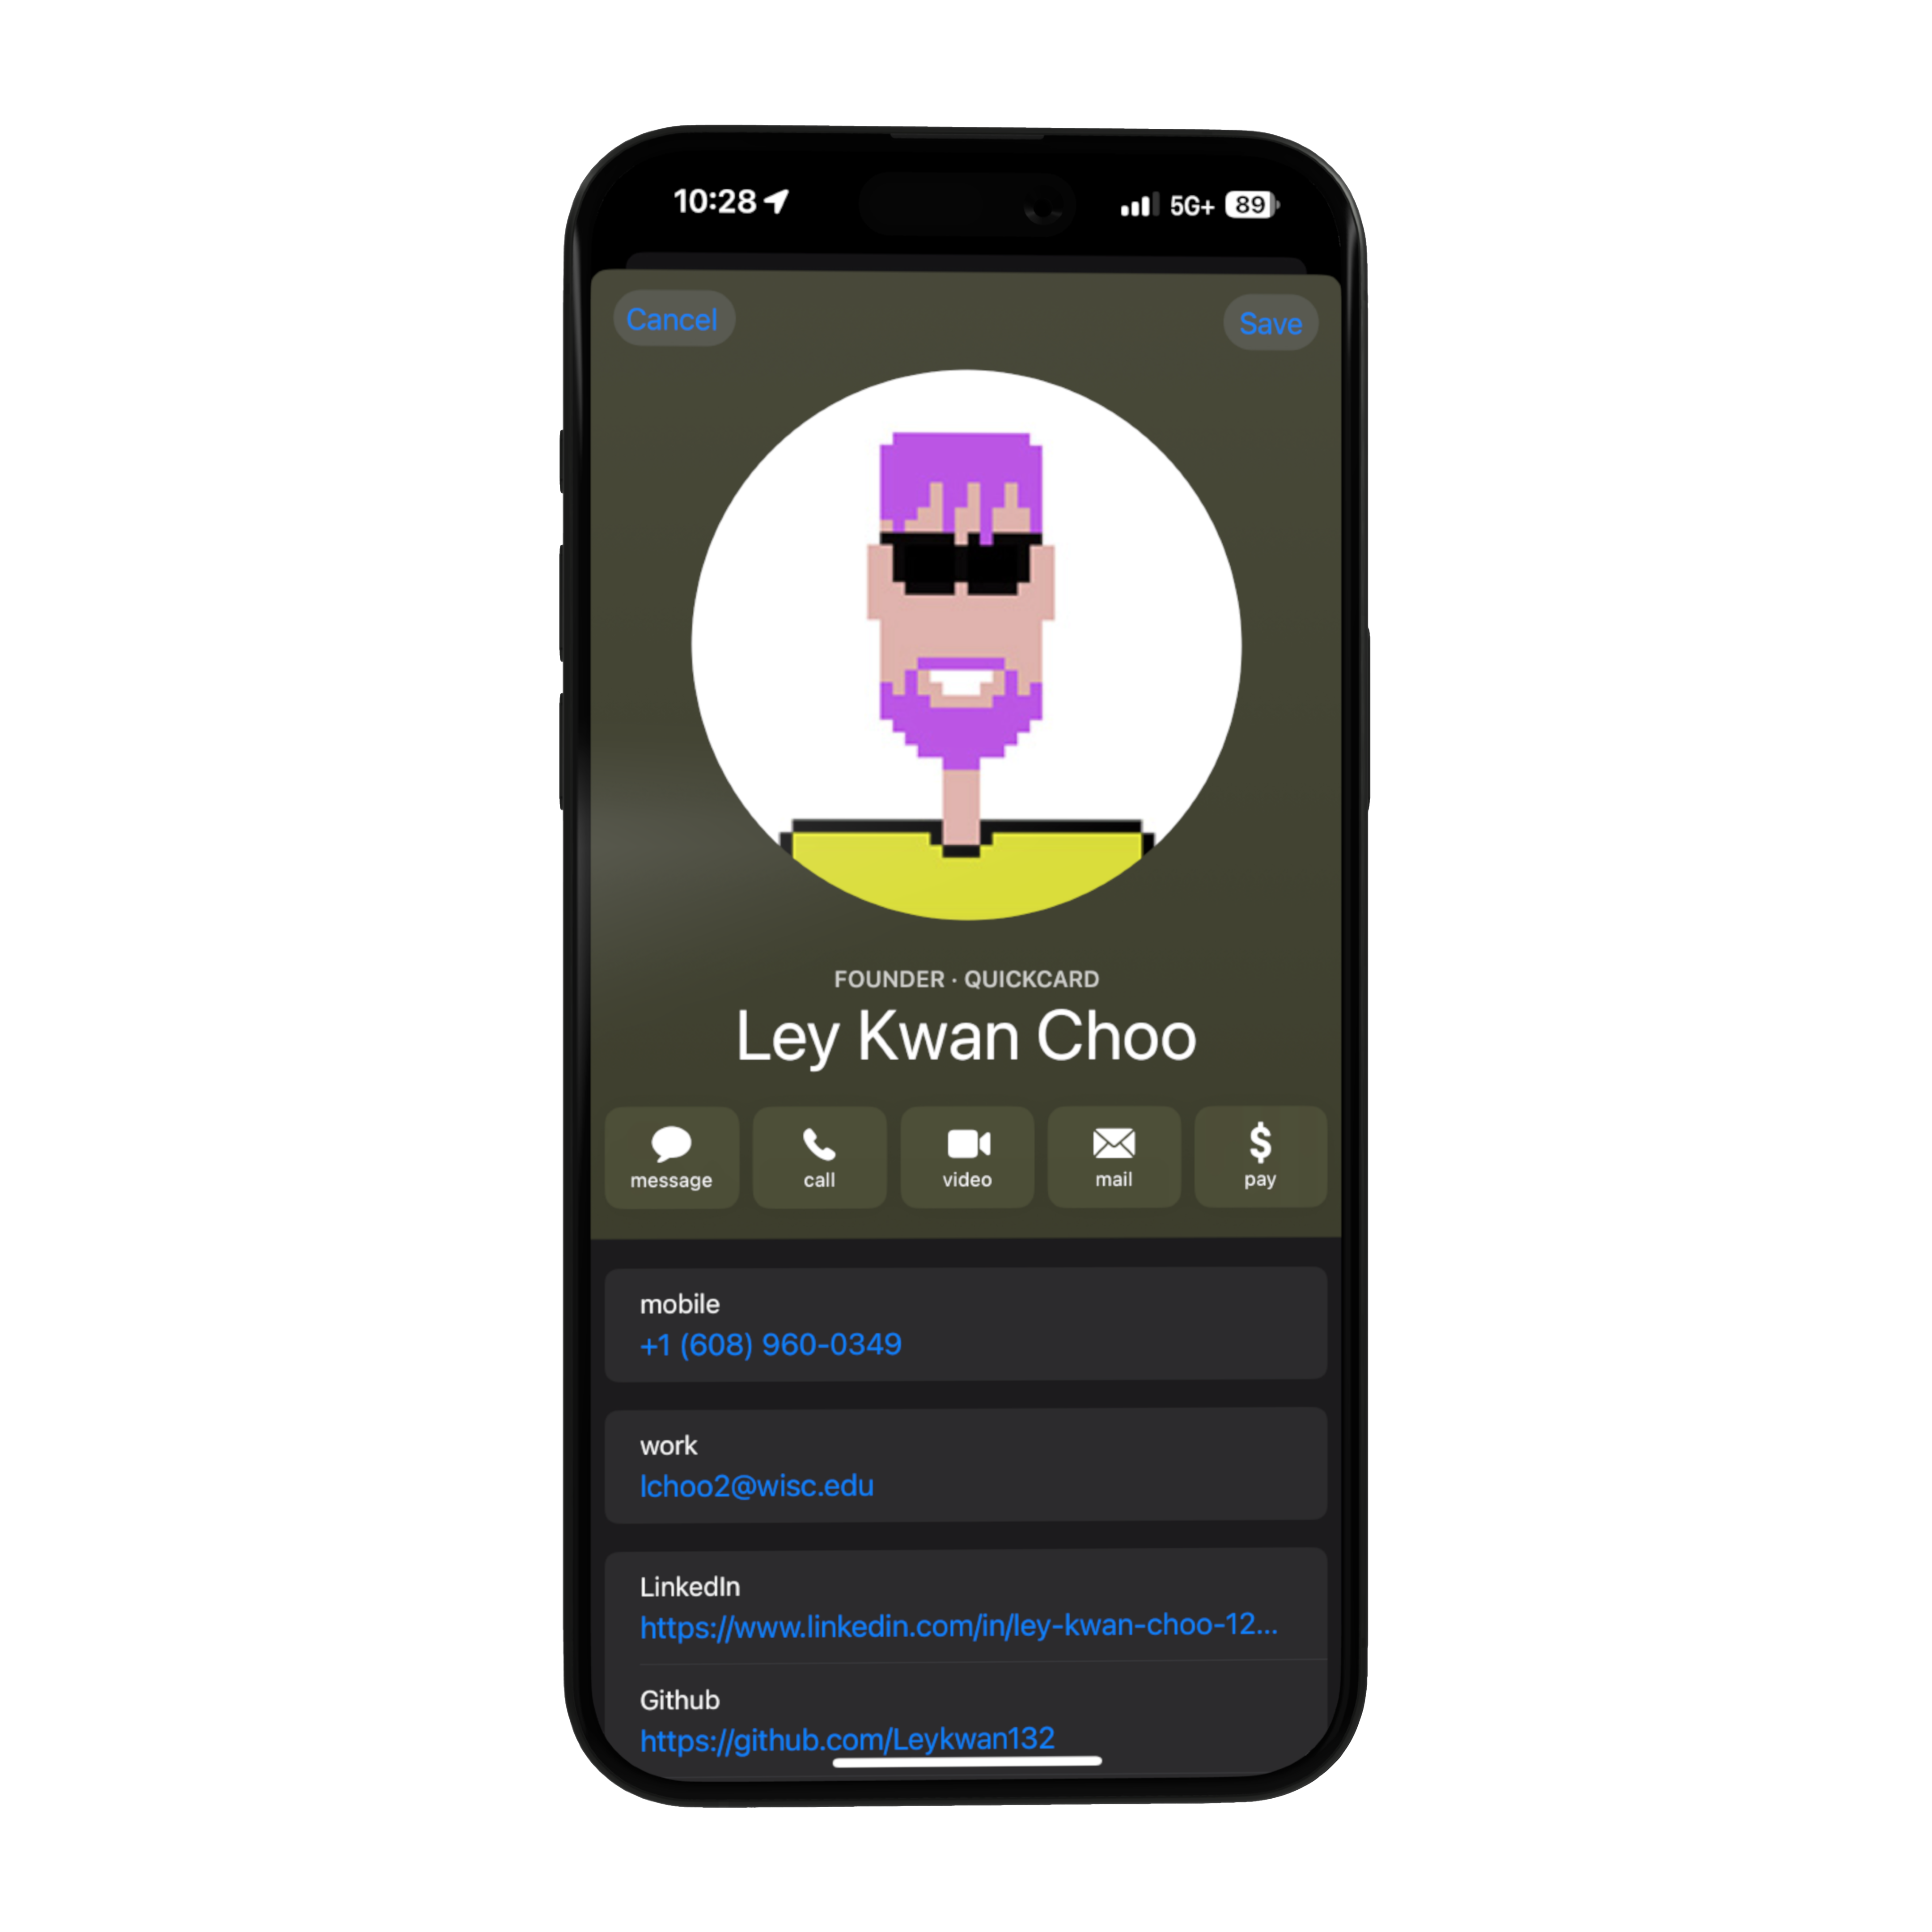 10:28 5G+ 89
Cancel Save
FOUNDER · QUICKCARD
Ley Kwan Choo
message call video mail pay
mobile
+1 (608) 960-0349
work
lchoo2@wisc.edu
LinkedIn
https://www.linkedin.com/in/ley-kwan-choo-12...
Github
https://github.com/Leykwan132